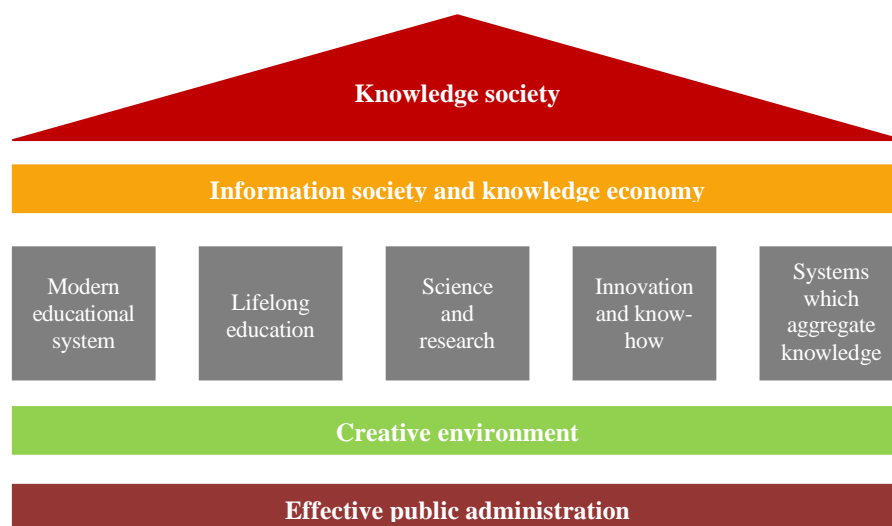 Knowledge society
Information society and knowledge economy
Modern
educational
system
Lifelong
education
Science
and
research
Innovation
and know-
how
Systems
which
aggregate
knowledge
Creative environment
Effective public administration